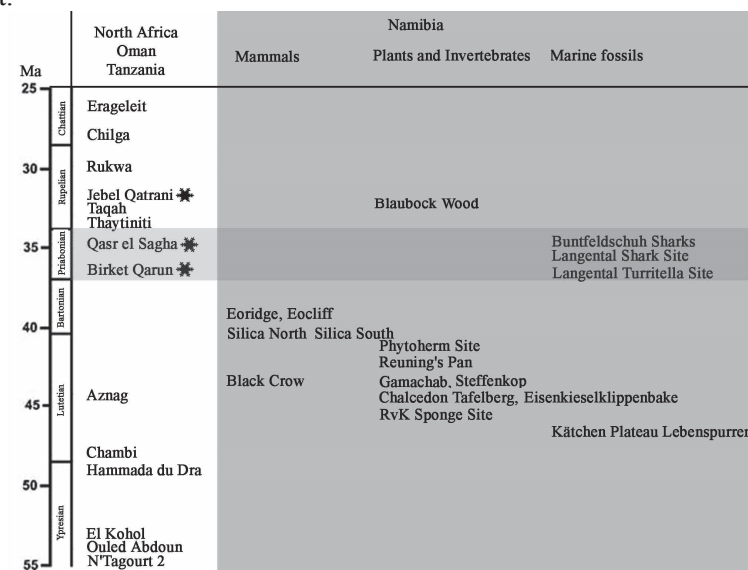 Namibia
North Africa
Oman
Tanzania
Mammals
Plants and Invertebrates
Marine fossils
Ma
25
Chattian
Erageleit
Chilga
30
Rupelian
Rukwa
Jebel Qatrani
Taqah
Thaytiniti
Blaubock Wood
35
Priabonian
Qasr el Sagha
Birket Qarun
Buntfeldschuh Sharks
Langental Shark Site
Langental Turritella Site
Bartonian
Eoridge, Eocliff
40
Silica North Silica South
Phytoherm Site
Reuning's Pan
Lutetian
Black Crow
Gamachab, Steffenkop
Aznag
Chalcedon Tafelberg, Eisenkieselklippenbake
45
RvK Sponge Site
Kätchen Plateau Lebenspurren
Chambi
Hammada du Dra
50
Ypresian
El Kohol
Ouled Abdoun
N'Tagourt 2
55